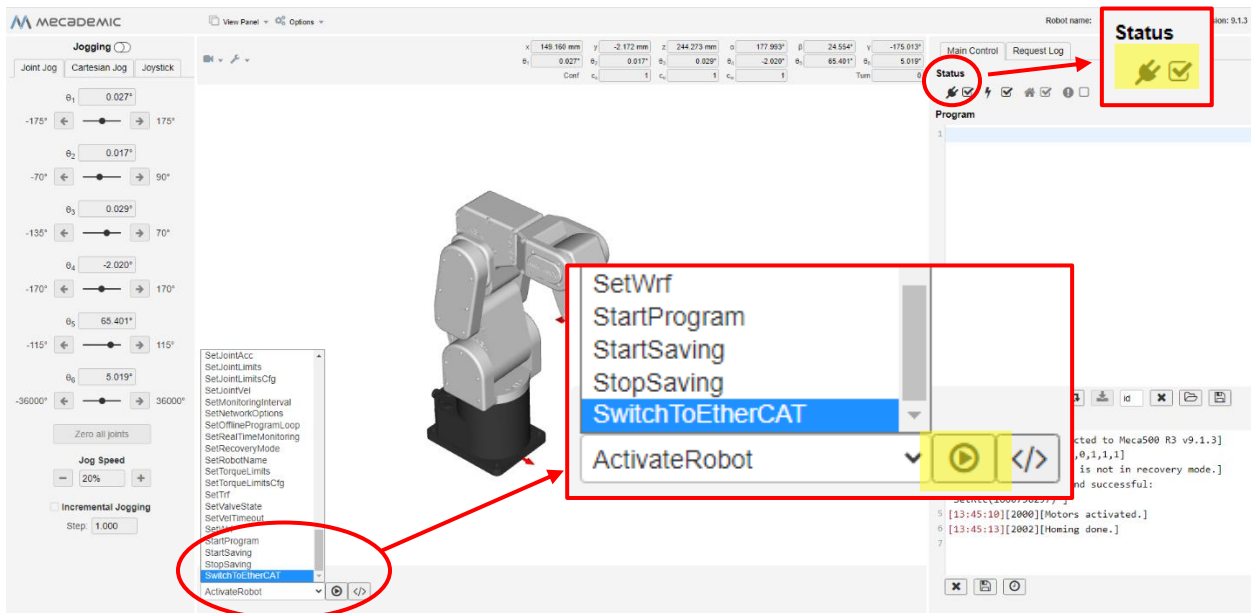 MECADEMIC
View Panel
Options
Robot name:
sion: 9.1.3
Jogging
Joint Jog Cartesian Jog Joystick
θ1 0.027°
-175° 175°
θ2 0.017°
-70° 90°
θ3 0.029°
-135° 70°
θ4 -2.020°
-170° 170°
θ5 65.401°
-115° 115°
θ6 5.019°
-36000° 36000°
Zero all joints
Jog Speed
20%
Incremental Jogging
Step: 1.000
x 149.160 mm y -2.172 mm z 244.273 mm α 177.993° β 24.554° γ -175.013°
θ1 0.027° θ2 0.017° θ3 0.029° θ4 -2.020° θ5 65.401° θ6 5.019°
Conf cs 1 ce 1 cw 1 Turn 0
SetJointAcc
SetJointLimits
SetJointLimitsCfg
SetJointVel
SetMonitoringInterval
SetNetworkOptions
SetOfflineProgramLoop
SetRealTimeMonitoring
SetRecoveryMode
SetRobotName
SetTorqueLimits
SetTorqueLimitsCfg
SetTrf
SetValveState
SetVelTimeout
StartProgram
StartSaving
StopSaving
SwitchToEtherCAT
ActivateRobot
SetWrf
StartProgram
StartSaving
StopSaving
SwitchToEtherCAT
ActivateRobot
Main Control Request Log
Status
Program
1
Status
id
cted to Meca500 R3 v9.1.3]
,0,1,1,1]
is not in recovery mode.]
nd successful:
5 [13:45:10][2000][Motors activated.]
6 [13:45:13][2002][Homing done.]
7